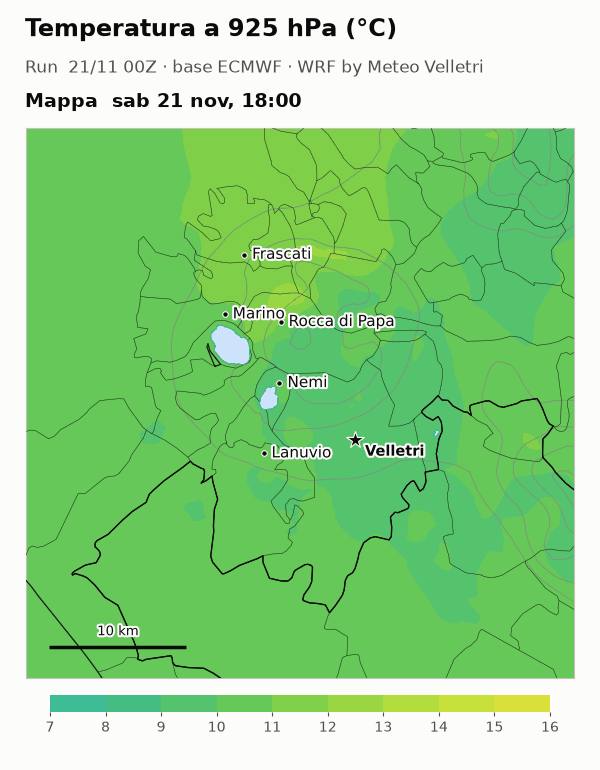 Temperatura a 925 hPa (°C)
Run  21/11 00Z · base ECMWF · WRF by Meteo Velletri
Mappa  sab 21 nov, 18:00
Frascati
Marino
Rocca di Papa
Nemi
Velletri
Lanuvio
10 km
7 8 9 10 11 12 13 14 15 16